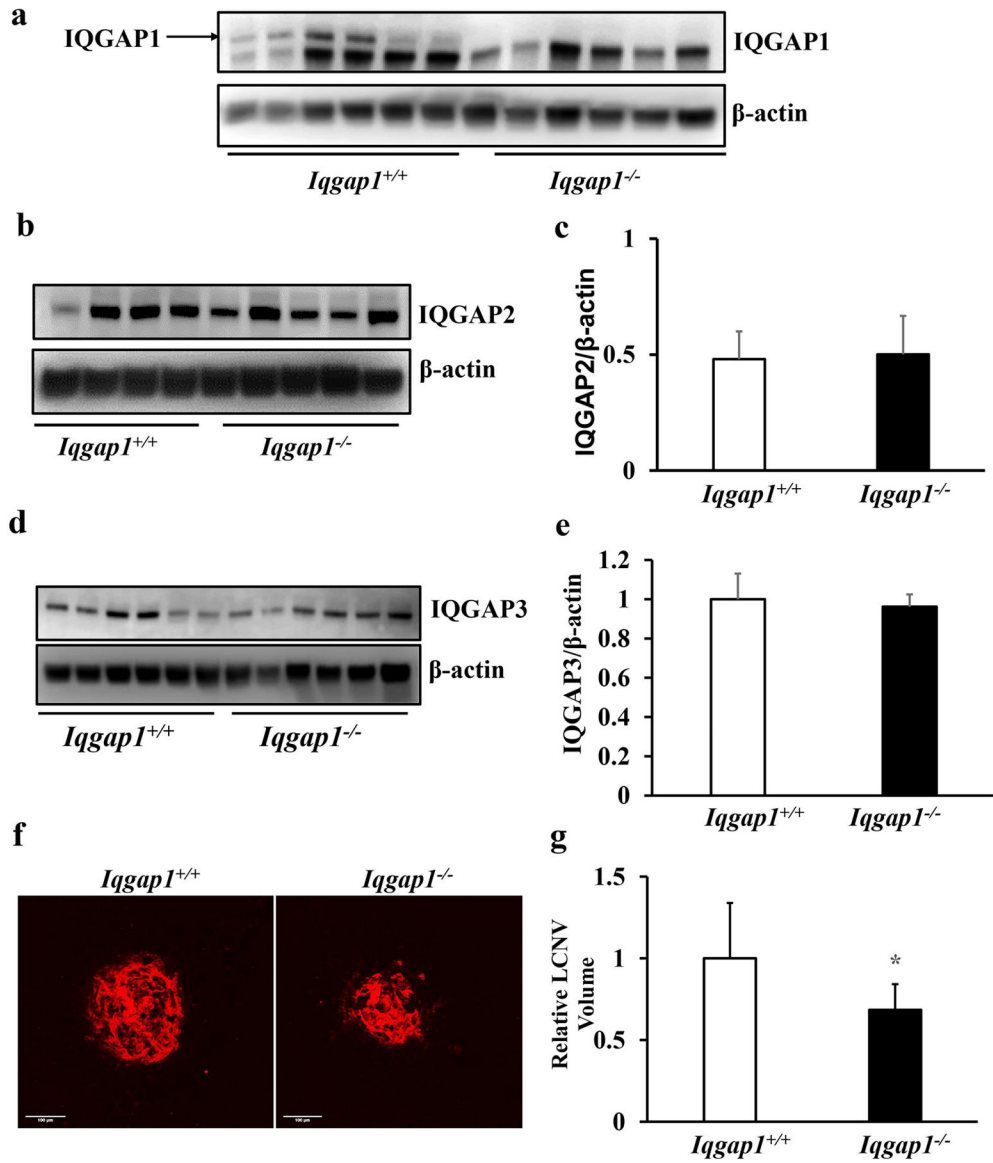 a
IQGAP1
IQGAP1
β-actin
Iqgap1+/+
Iqgap1-/-
b
IQGAP2
β-actin
Iqgap1+/+
Iqgap1-/-
c
IQGAP2/β-actin
1
0.5
0
Iqgap1+/+
Iqgap1-/-
d
IQGAP3
β-actin
Iqgap1+/+
Iqgap1-/-
e
IQGAP3/β-actin
1.2
1
0.8
0.6
0.4
0.2
0
Iqgap1+/+
Iqgap1-/-
f
Iqgap1+/+
Iqgap1-/-
100 μm
100 μm
g
Relative LCNV
Volume
1.5
1
0.5
0
*
Iqgap1+/+
Iqgap1-/-